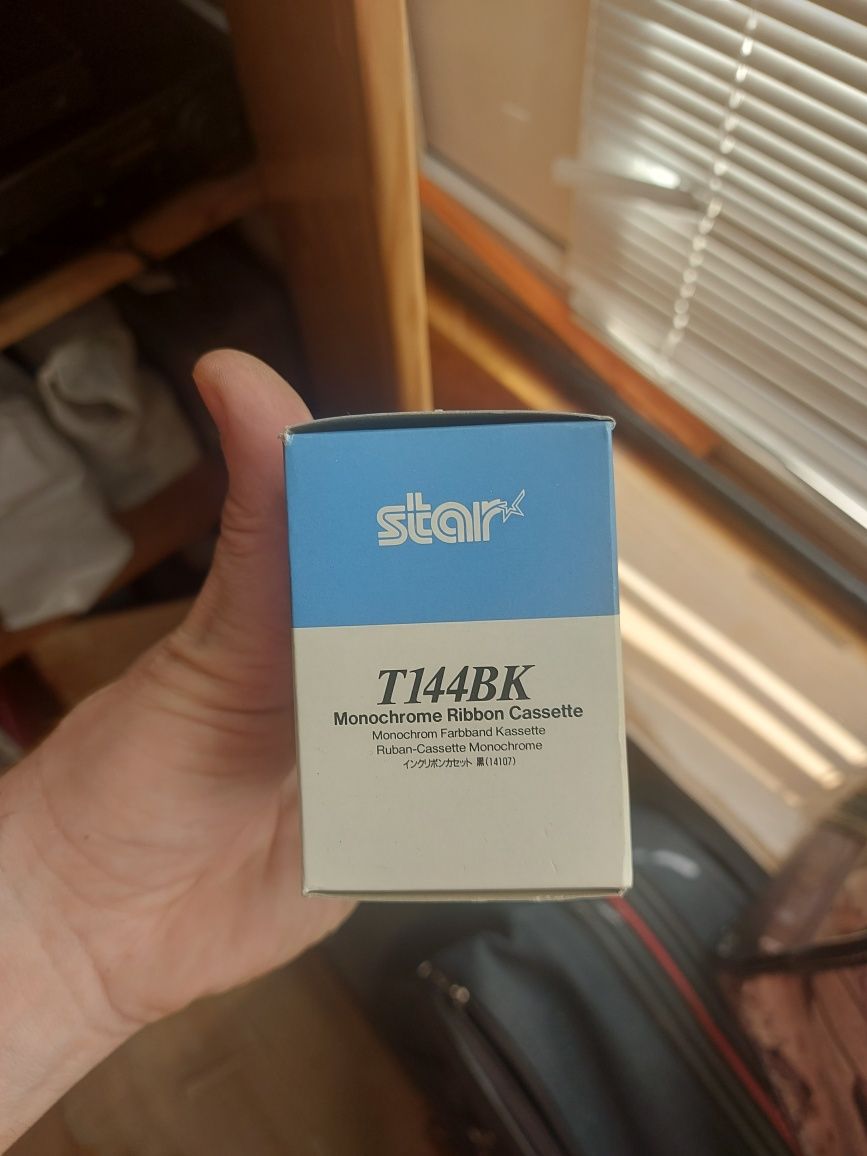 star
T144BK
Monochrome Ribbon Cassette
Monochrom Farbband Kassette
Ruban-Cassette Monochrome
インクリボンカセット 黒(14107)